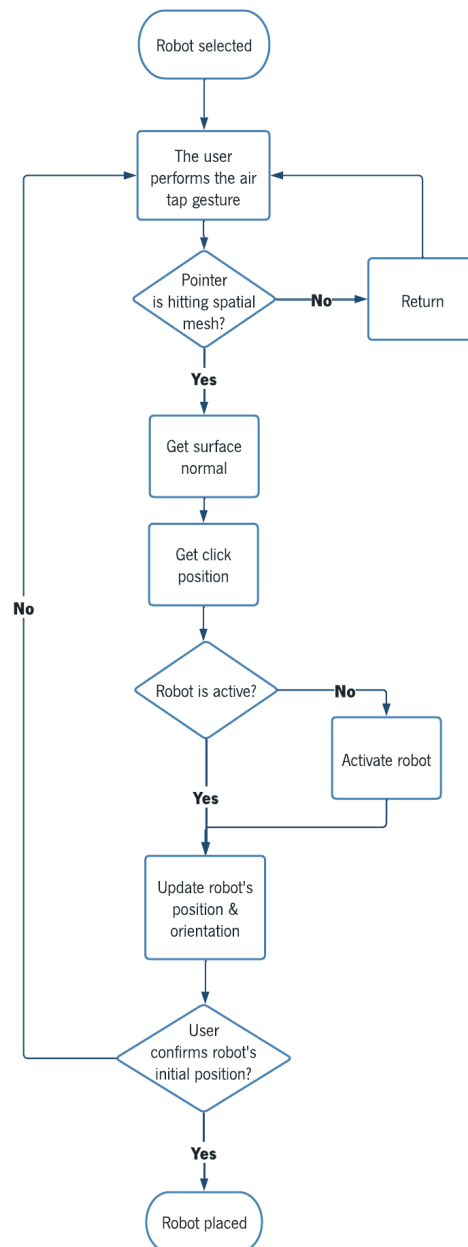 Robot selected
The user
performs the air
tap gesture
Pointer
is hitting spatial
mesh?
No
Return
Yes
Get surface
normal
Get click
position
No
Robot is active?
No
Activate robot
Yes
Update robot's
position &
orientation
User
confirms robot's
initial position?
Yes
Robot placed